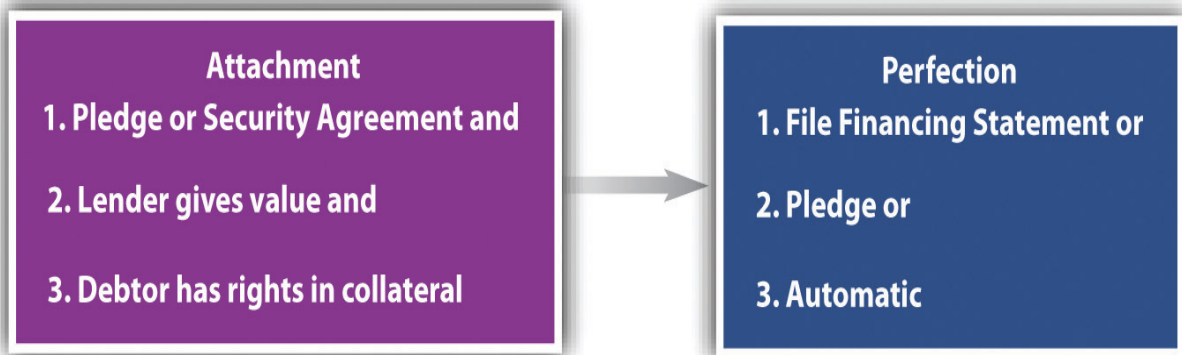 Attachment
1. Pledge or Security Agreement and
2. Lender gives value and
3. Debtor has rights in collateral
Perfection
1. File Financing Statement or
2. Pledge or
3. Automatic